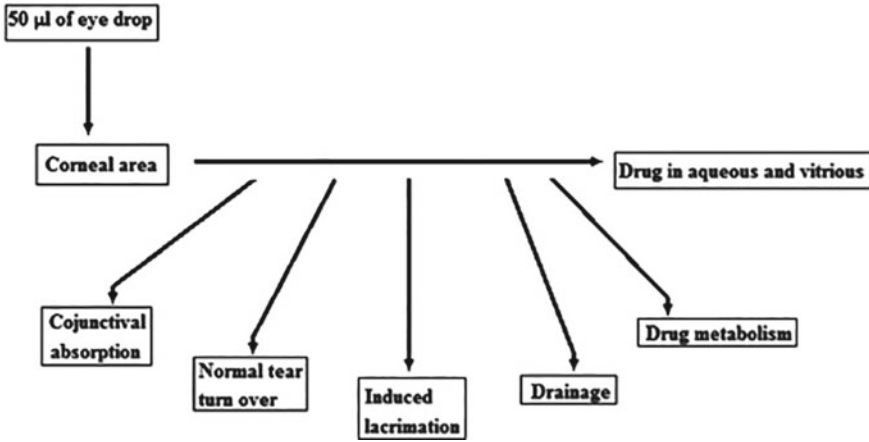 50 µl of eye drop
Corneal area
Drug in aqueous and vitrious
Cojunctival
absorption
Normal tear
turn over
Induced
lacrimation
Drainage
Drug metabolism